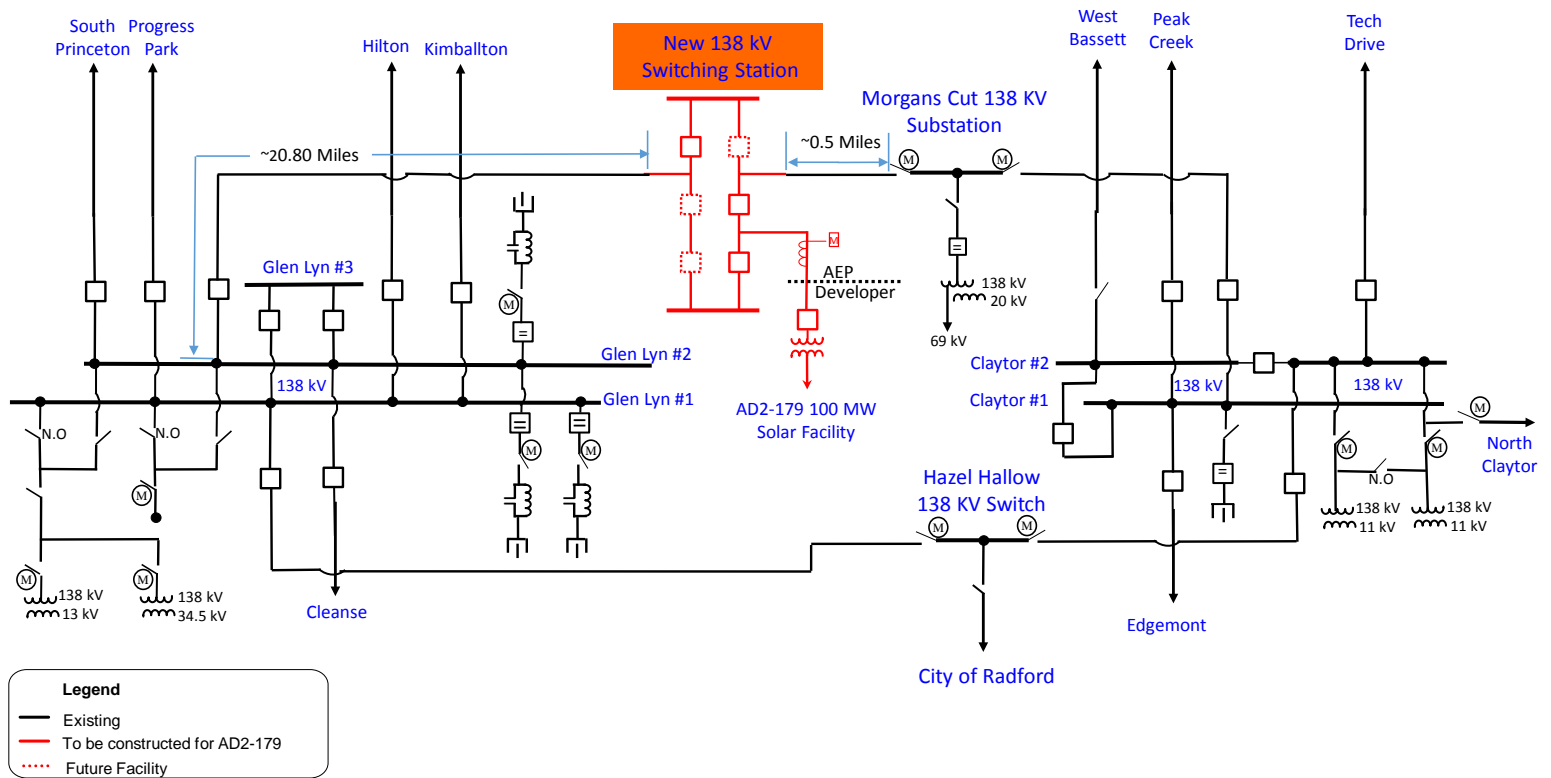 South
Princeton
Progress
Park
Hilton
Kimballton
New 138 kV
Switching Station
West
Bassett
Peak
Creek
Tech
Drive
Morgans Cut 138 KV
Substation
~20.80 Miles
~0.5 Miles
M
M
M
AEP
Developer
138 kV
20 kV
69 kV
Glen Lyn #3
M
Glen Lyn #2
138 kV
Glen Lyn #1
Claytor #2
138 kV
138 kV
Claytor #1
AD2-179 100 MW
Solar Facility
N.O
N.O
M
M
M
M
M
M
M
North
Claytor
N.O
138 kV
11 kV
138 kV
11 kV
Hazel Hallow
138 KV Switch
M
M
M
M
138 kV
13 kV
138 kV
34.5 kV
Cleanse
Edgemont
City of Radford
Legend
Existing
To be constructed for AD2-179
Future Facility